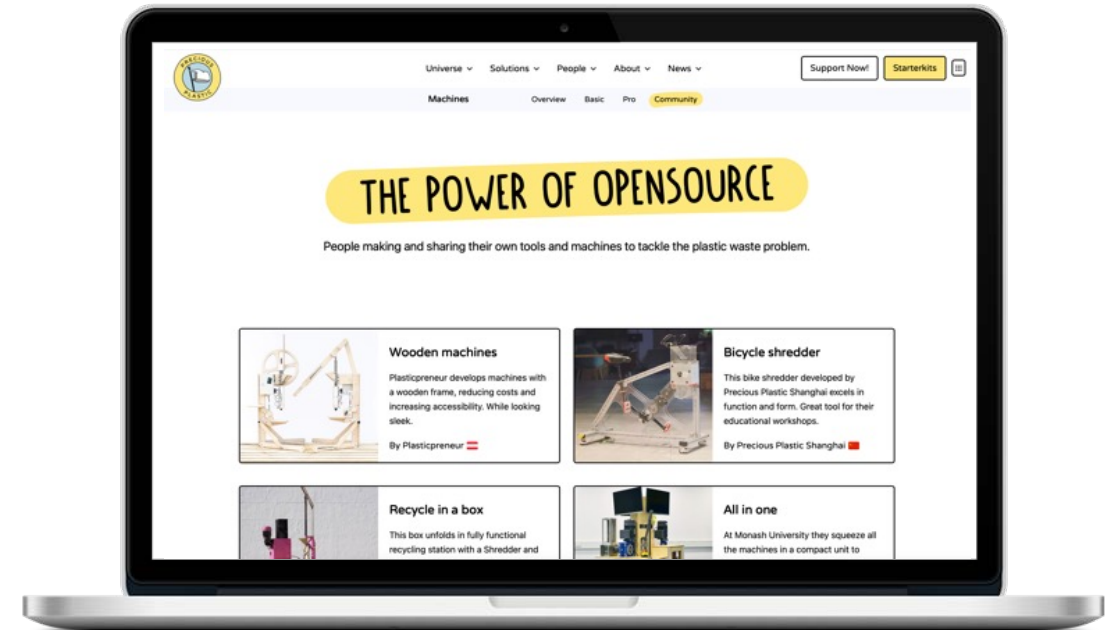 PRECIOUS
PLASTIC
Universe
Solutions
People
About
News
Support Now!
Starterkits
Machines
Overview
Basic
Pro
Community
THE POWER OF OPENSOURCE
People making and sharing their own tools and machines to tackle the plastic waste problem.
Wooden machines
Plasticpreneur develops machines with
a wooden frame, reducing costs and
increasing accessibility. While looking
sleek.
By Plasticpreneur
Bicycle shredder
This bike shredder developed by
Precious Plastic Shanghai excels in
function and form. Great tool for their
educational workshops.
By Precious Plastic Shanghai
Recycle in a box
This box unfolds in fully functional
recycling station with a Shredder and
All in one
At Monash University they squeeze all
the machines in a compact unit to